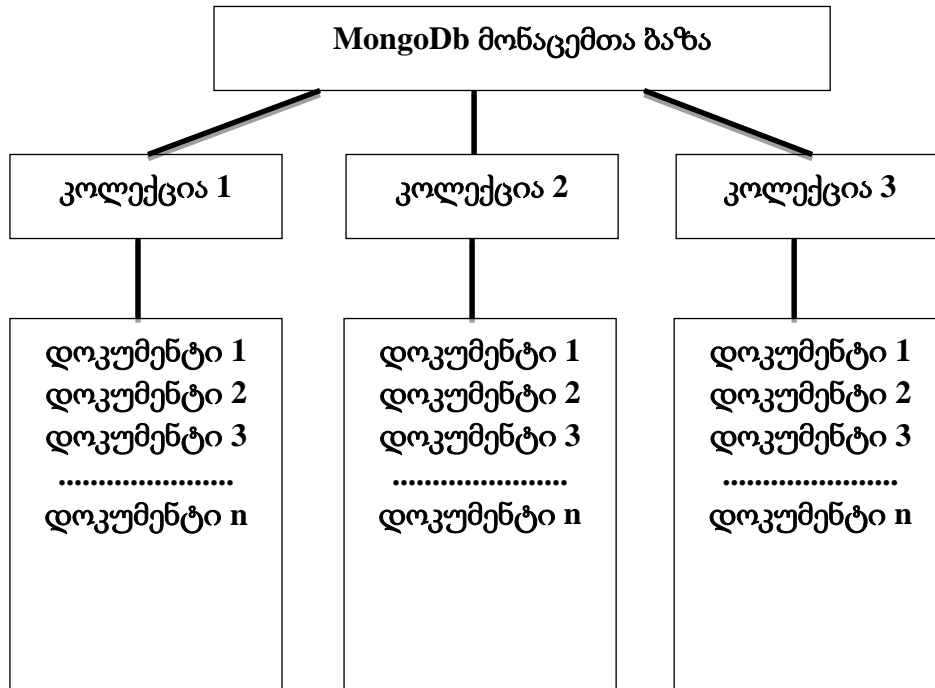 MongoDb მონაცემთა ბაზა
კოლექცია 1
კოლექცია 2
კოლექცია 3
დოკუმენტი 1
დოკუმენტი 2
დოკუმენტი 3
......................
დოკუმენტი n
დოკუმენტი 1
დოკუმენტი 2
დოკუმენტი 3
......................
დოკუმენტი n
დოკუმენტი 1
დოკუმენტი 2
დოკუმენტი 3
......................
დოკუმენტი n